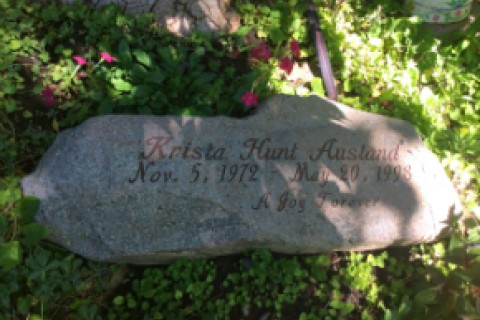 Krista Hunt Ausland
Nov. 5, 1972 - May 20, 1998
A Joy Forever